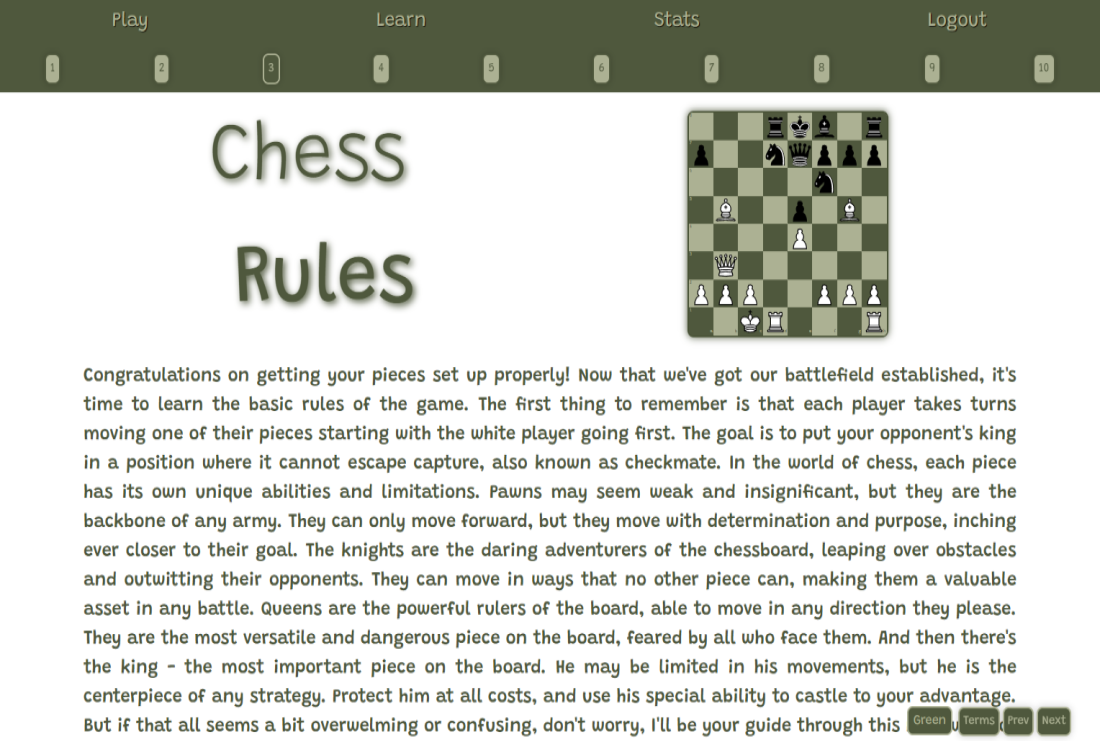 Play Learn Stats Logout
1 2 3 4 5 6 7 8 9 10
Chess
Rules
Congratulations on getting your pieces set up properly! Now that we've got our battlefield established, it's
time to learn the basic rules of the game. The first thing to remember is that each player takes turns
moving one of their pieces starting with the white player going first. The goal is to put your opponent's king
in a position where it cannot escape capture, also known as checkmate. In the world of chess, each piece
has its own unique abilities and limitations. Pawns may seem weak and insignificant, but they are the
backbone of any army. They can only move forward, but they move with determination and purpose, inching
ever closer to their goal. The knights are the daring adventurers of the chessboard, leaping over obstacles
and outwitting their opponents. They can move in ways that no other piece can, making them a valuable
asset in any battle. Queens are the powerful rulers of the board, able to move in any direction they please.
They are the most versatile and dangerous piece on the board, feared by all who face them. And then there's
the king - the most important piece on the board. He may be limited in his movements, but he is the
centerpiece of any strategy. Protect him at all costs, and use his special ability to castle to your advantage.
But if that all seems a bit overwelming or confusing, don't worry, I'll be your guide through this
Green Terms Prev Next